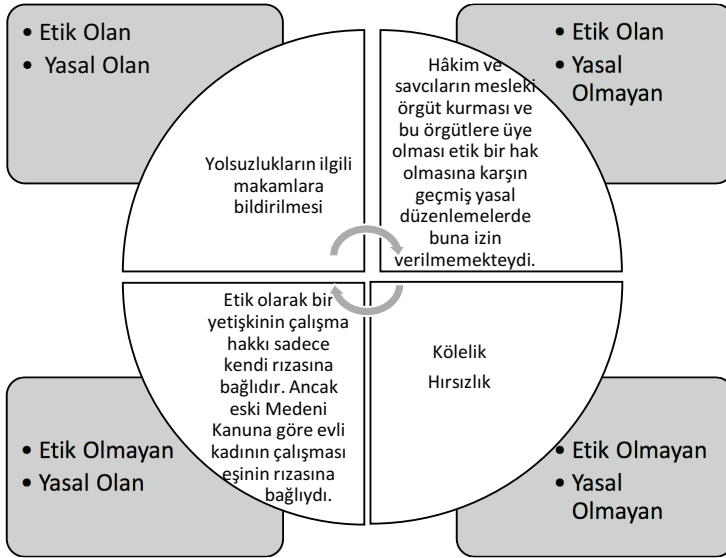 • Etik Olan
• Yasal Olan
Yolsuzlukların ilgili
makamlara
bildirilmesi
• Etik Olan
• Yasal
Olmayan
Hâkim ve
savcıların mesleki
örgüt kurması ve
bu örgütlere üye
olması etik bir hak
olmasına karşın
geçmiş yasal
düzenlemelerde
buna izin
verilmemekteydi.
Etik olarak bir
yetişkinin çalışma
hakkı sadece
kendi rızasına
bağlıdır. Ancak
eski Medeni
Kanuna göre evli
kadının çalışması
eşinin rızasına
bağlıydı.
• Etik Olmayan
• Yasal Olan
Kölelik
Hırsızlık
• Etik Olmayan
• Yasal
Olmayan